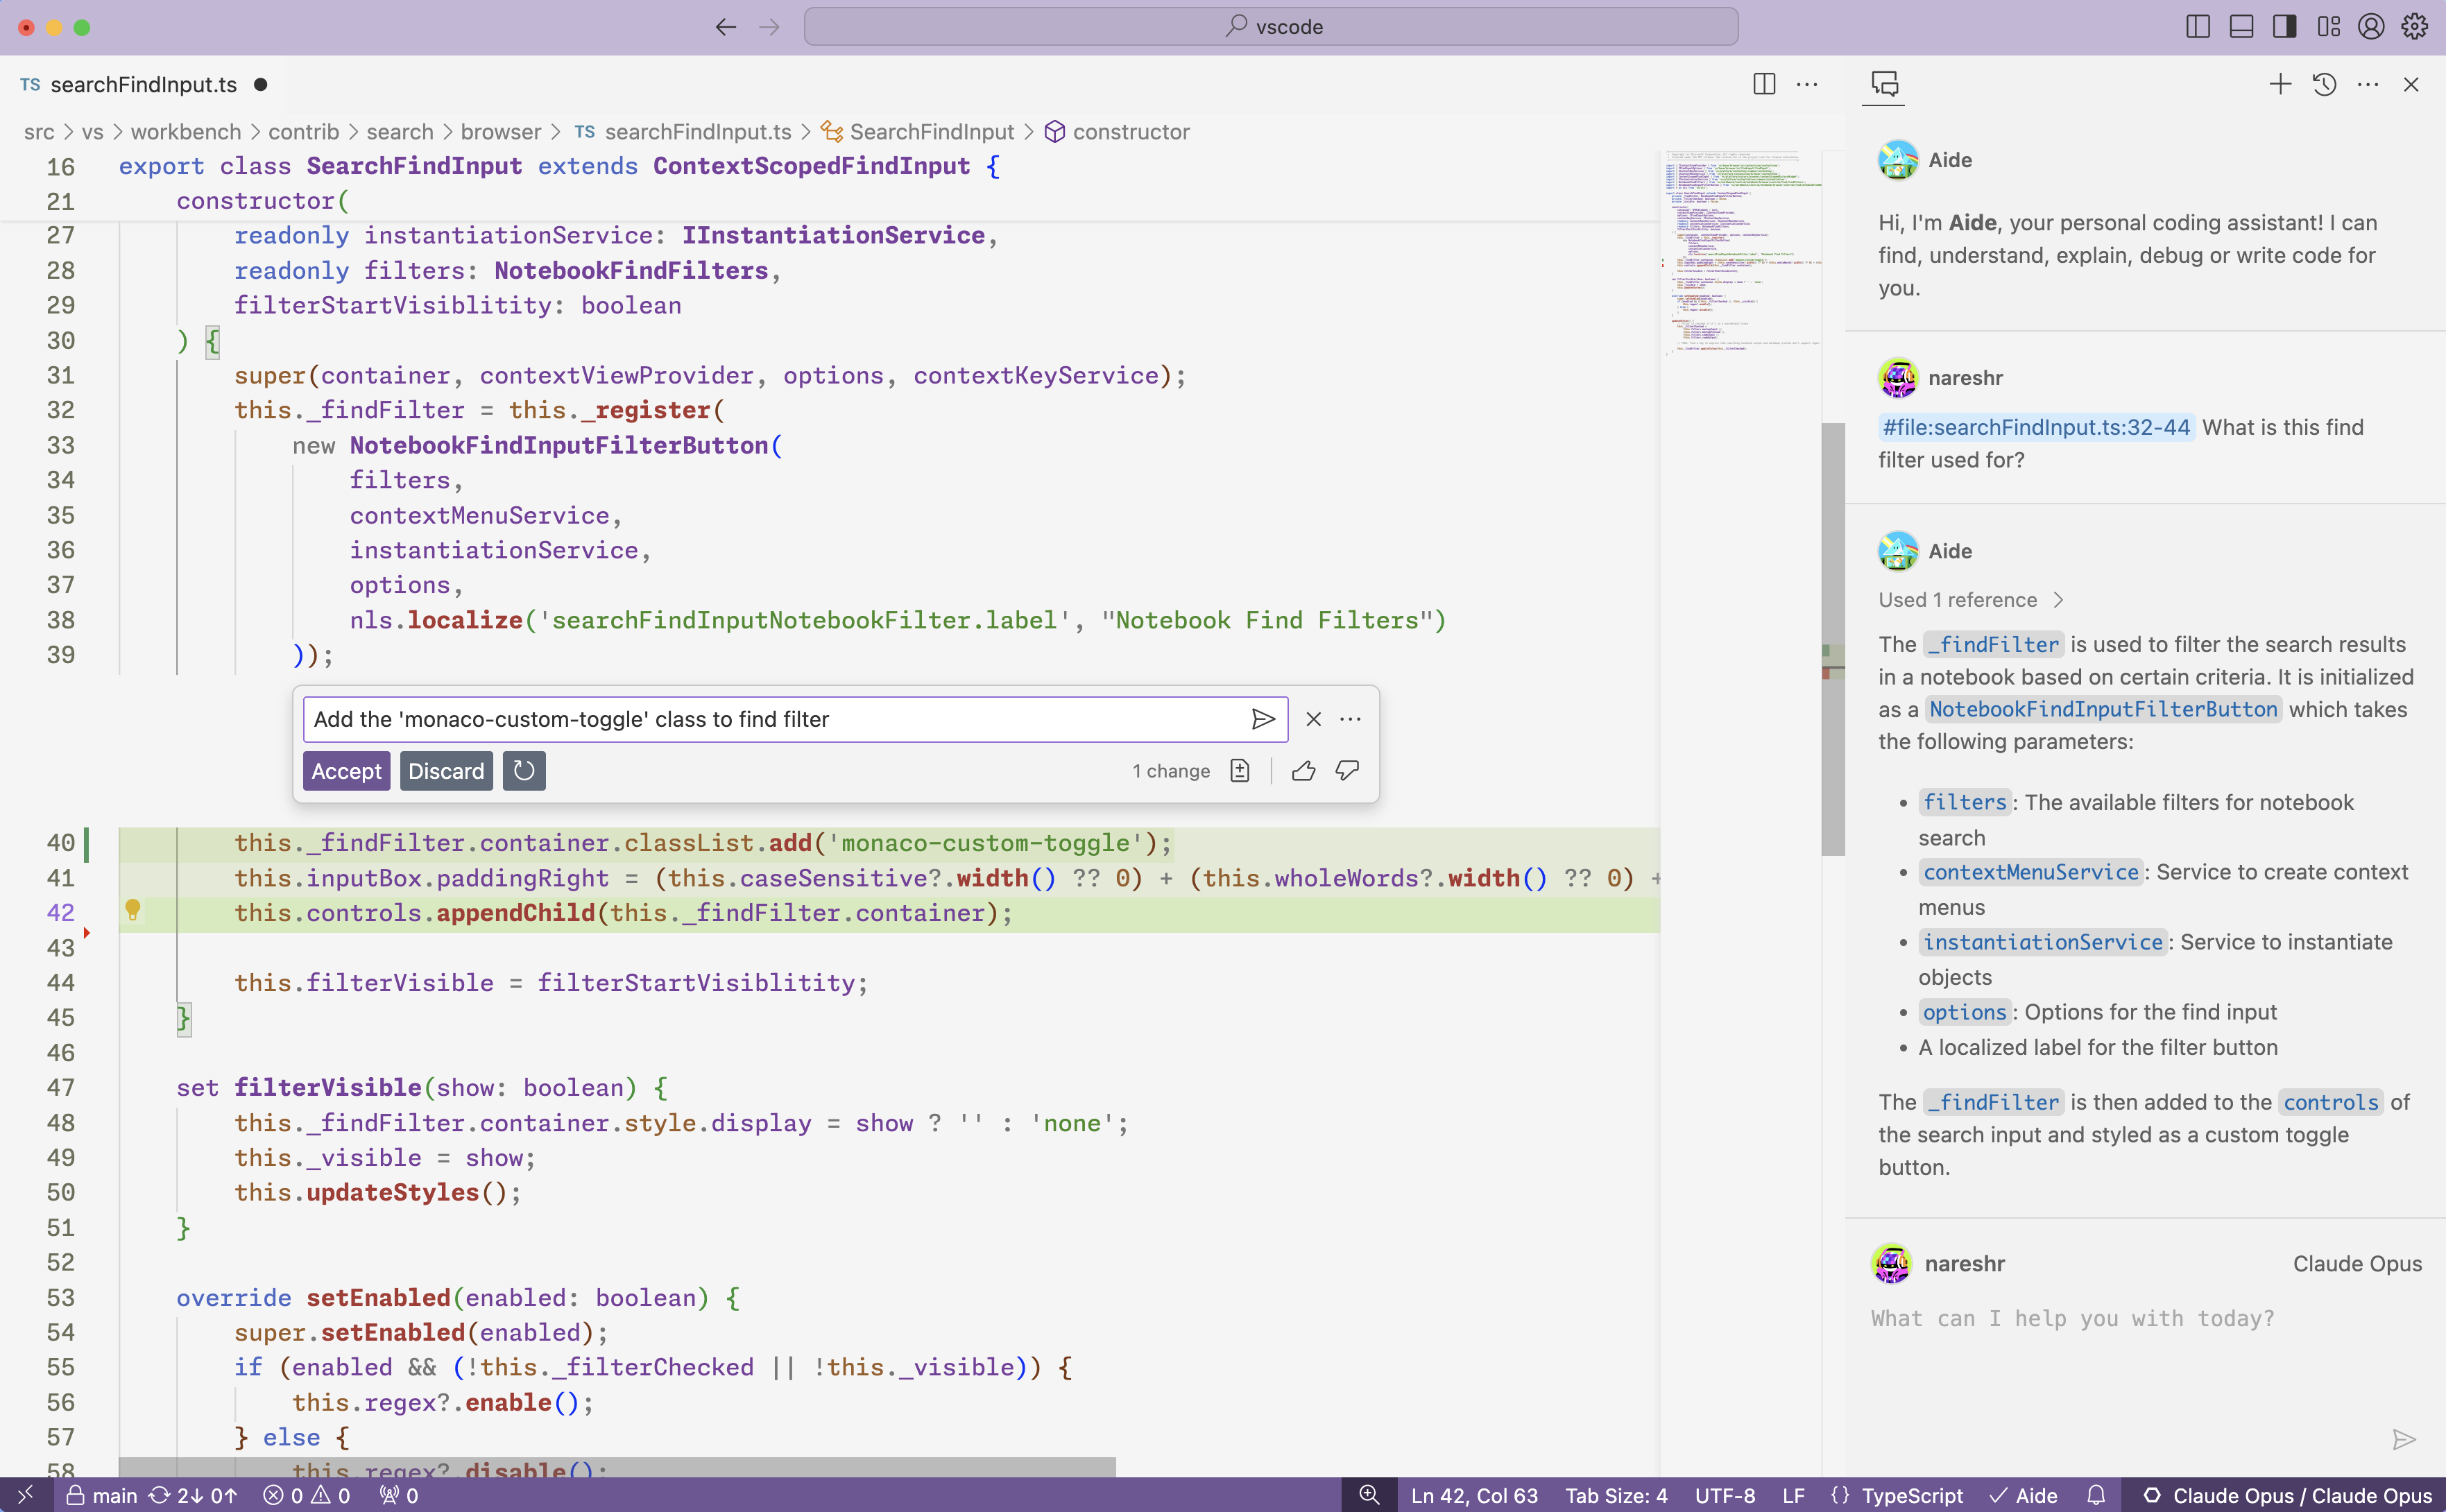 vscode
TS searchFindInput.ts
src > vs > workbench > contrib > search > browser > TS searchFindInput.ts > SearchFindInput > constructor
16 export class SearchFindInput extends ContextScopedFindInput {
21 constructor(
27 readonly instantiationService: IInstantiationService,
28 readonly filters: NotebookFindFilters,
29 filterStartVisiblitity: boolean
30 ) {
31 super(container, contextViewProvider, options, contextKeyService);
32 this._findFilter = this._register(
33 new NotebookFindInputFilterButton(
34 filters,
35 contextMenuService,
36 instantiationService,
37 options,
38 nls.localize('searchFindInputNotebookFilter.label', "Notebook Find Filters")
39 ));
Add the 'monaco-custom-toggle' class to find filter
Accept Discard 1 change
40 this._findFilter.container.classList.add('monaco-custom-toggle');
41 this.inputBox.paddingRight = (this.caseSensitive?.width() ?? 0) + (this.wholeWords?.width() ?? 0) +
42 this.controls.appendChild(this._findFilter.container);
43
44 this.filterVisible = filterStartVisiblitity;
45 }
46
47 set filterVisible(show: boolean) {
48 this._findFilter.container.style.display = show ? '' : 'none';
49 this._visible = show;
50 this.updateStyles();
51 }
52
53 override setEnabled(enabled: boolean) {
54 super.setEnabled(enabled);
55 if (enabled && (!this._filterChecked || !this._visible)) {
56 this.regex?.enable();
57 } else {
58 this.regex?.disable();
Aide
Hi, I'm Aide, your personal coding assistant! I can
find, understand, explain, debug or write code for
you.
nareshr
#file:searchFindInput.ts:32-44 What is this find
filter used for?
Aide
Used 1 reference >
The _findFilter is used to filter the search results
in a notebook based on certain criteria. It is initialized
as a NotebookFindInputFilterButton which takes
the following parameters:
• filters: The available filters for notebook
search
• contextMenuService: Service to create context
menus
• instantiationService: Service to instantiate
objects
• options: Options for the find input
• A localized label for the filter button
The _findFilter is then added to the controls of
the search input and styled as a custom toggle
button.
nareshr Claude Opus
What can I help you with today?
main 2↓ 0↑ 0 0 0 Ln 42, Col 63 Tab Size: 4 UTF-8 LF {} TypeScript ✓ Aide Claude Opus / Claude Opus